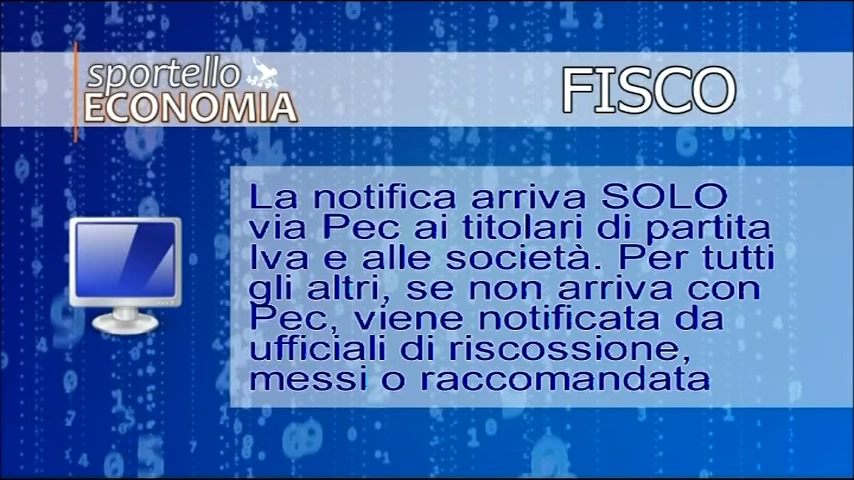 sportello
ECONOMIA
FISCO
La notifica arriva SOLO
via Pec ai titolari di partita
Iva e alle società. Per tutti
gli altri, se non arriva con
Pec, viene notificata da
ufficiali di riscossione,
messi o raccomandata